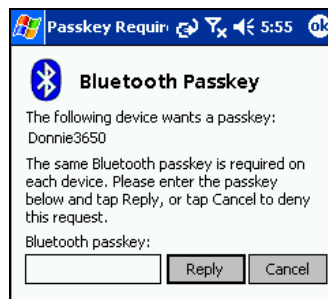 Passkey Requir 5:55 ok
Bluetooth Passkey
The following device wants a passkey:
Donnie3650
The same Bluetooth passkey is required on
each device. Please enter the passkey
below and tap Reply, or tap Cancel to deny
this request.
Bluetooth passkey:
Reply Cancel